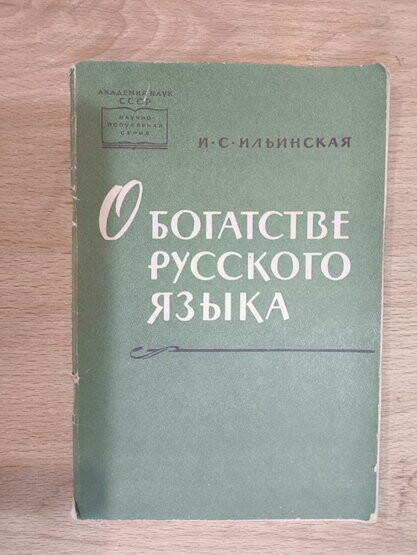 АКАДЕМИЯ НАУК
СССР
НАУЧНО-
ПОПУЛЯРНАЯ
СЕРИЯ
И·С·ИЛЬИНСКАЯ
О БОГАТСТВЕ
РУССКОГО
ЯЗЫКА